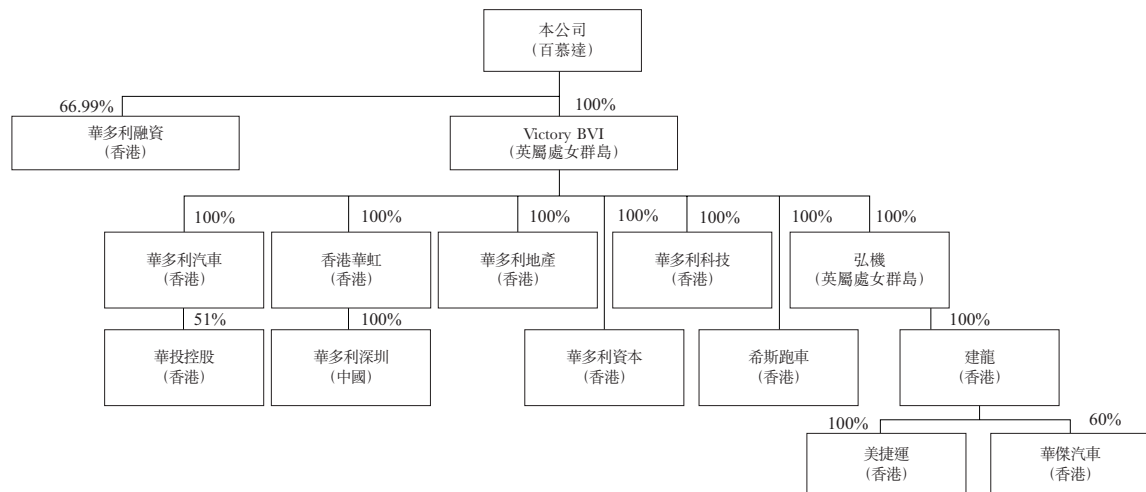 本公司
(百慕達)
66.99%
100%
華多利融資
(香港)
Victory BVI
(英屬處女群島)
100%
100%
100%
100%
100%
100%
100%
華多利汽車
(香港)
香港華虹
(香港)
華多利地產
(香港)
華多利科技
(香港)
弘機
(英屬處女群島)
51%
100%
100%
華投控股
(香港)
華多利深圳
(中國)
華多利資本
(香港)
希斯跑車
(香港)
建龍
(香港)
100%
60%
美捷運
(香港)
華傑汽車
(香港)